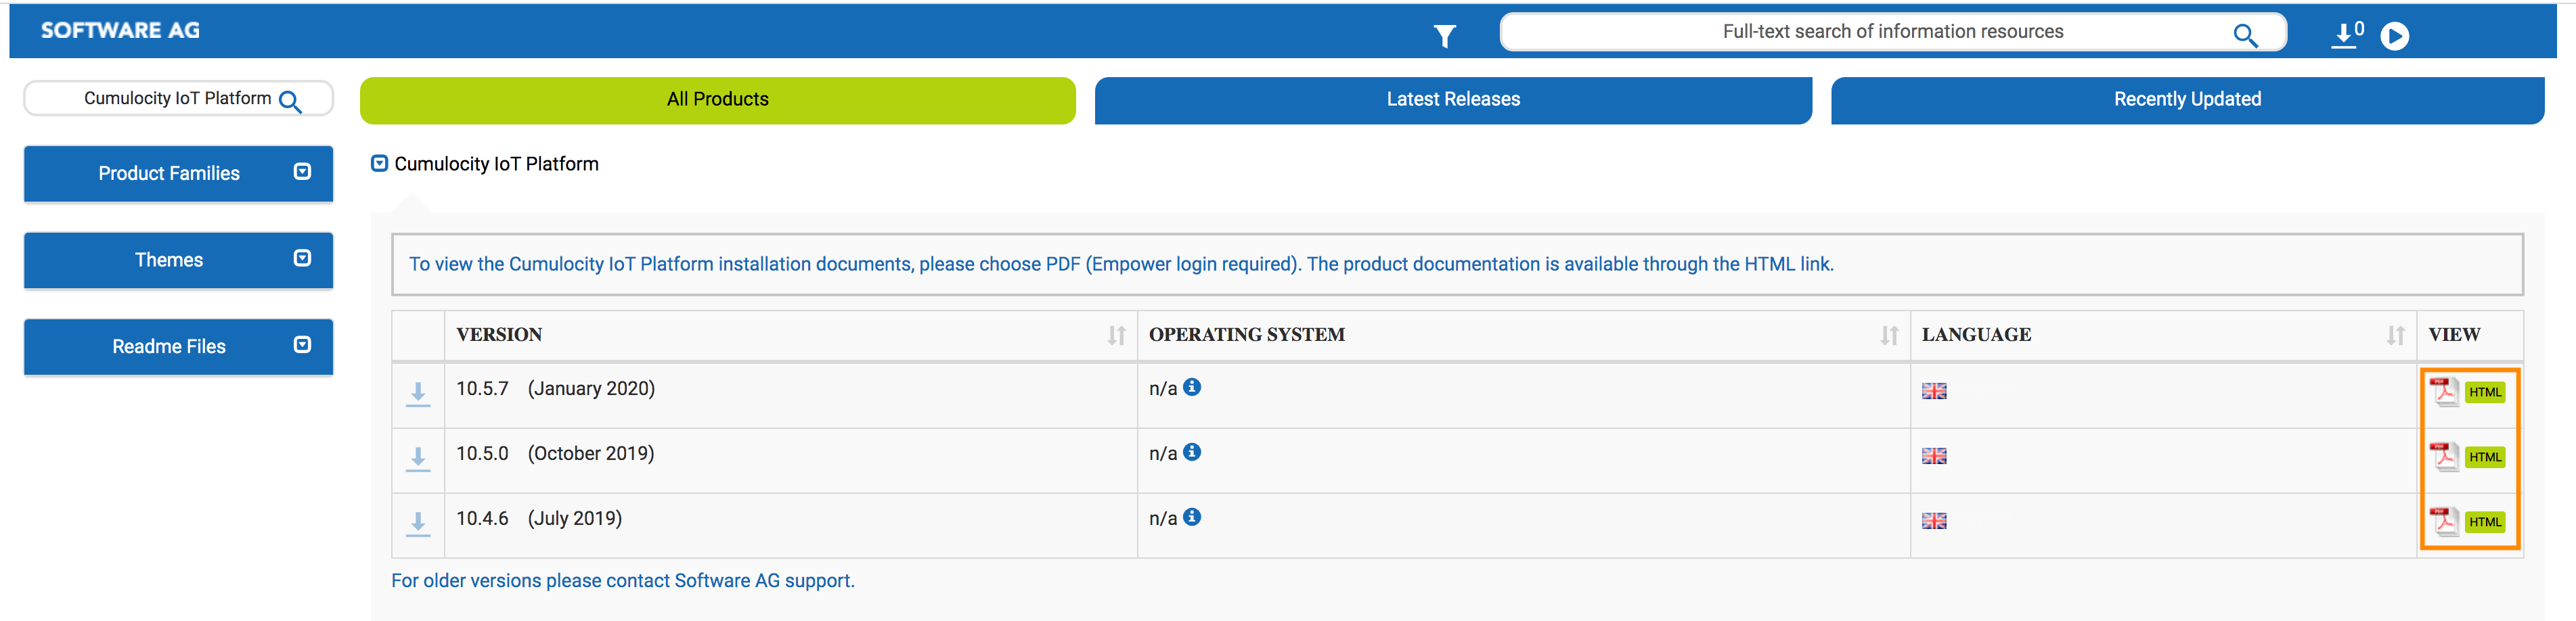 SOFTWARE AG
Full-text search of information resources
0
Cumulocity IoT Platform
All Products
Latest Releases
Recently Updated
Product Families
Themes
Readme Files
Cumulocity IoT Platform
To view the Cumulocity IoT Platform installation documents, please choose PDF (Empower login required). The product documentation is available through the HTML link.
VERSION OPERATING SYSTEM LANGUAGE VIEW
10.5.7 (January 2020) n/a PDF HTML
10.5.0 (October 2019) n/a PDF HTML
10.4.6 (July 2019) n/a PDF HTML
For older versions please contact Software AG support.